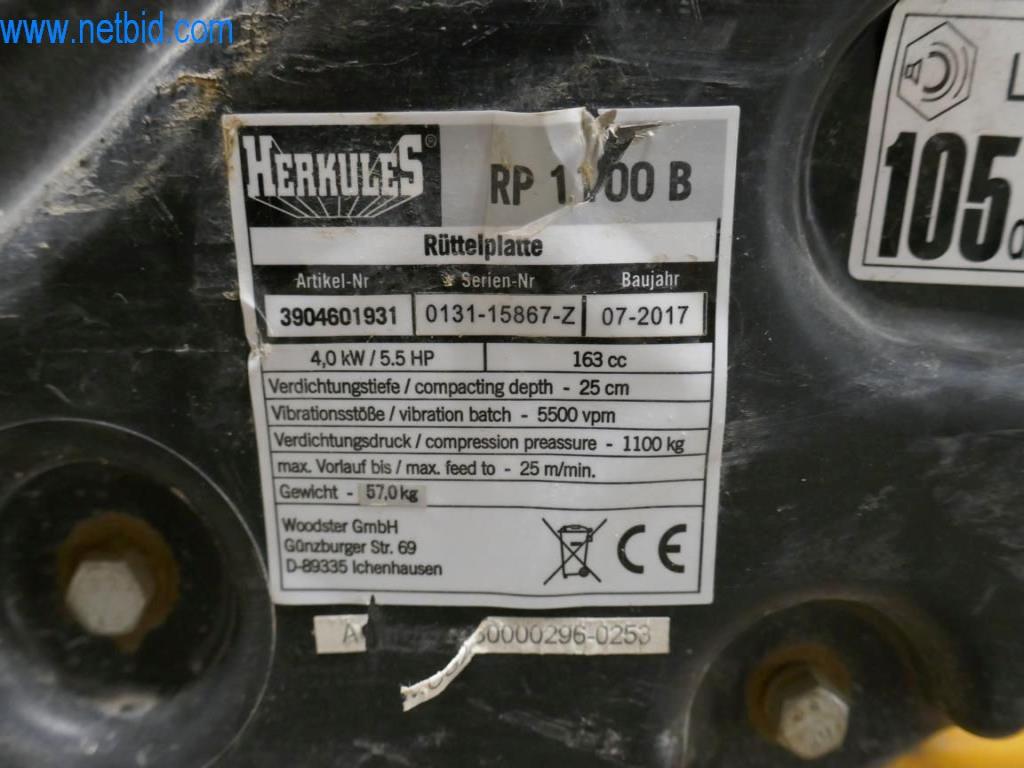 www.netbid.com
HERKULES®
RP 1 00 B
Rüttelplatte
Artikel-Nr Serien-Nr Baujahr
3904601931 0131-15867-Z 07-2017
4,0 kW / 5.5 HP 163 cc
Verdichtungstiefe / compacting depth - 25 cm
Vibrationsstöße / vibration batch - 5500 vpm
Verdichtungsdruck / compression preassure - 1100 kg
max. Vorlauf bis / max. feed to - 25 m/min.
Gewicht - 57,0 kg
Woodster GmbH
Günzburger Str. 69
D-89335 Ichenhausen
CE
0000296-0253
L
105